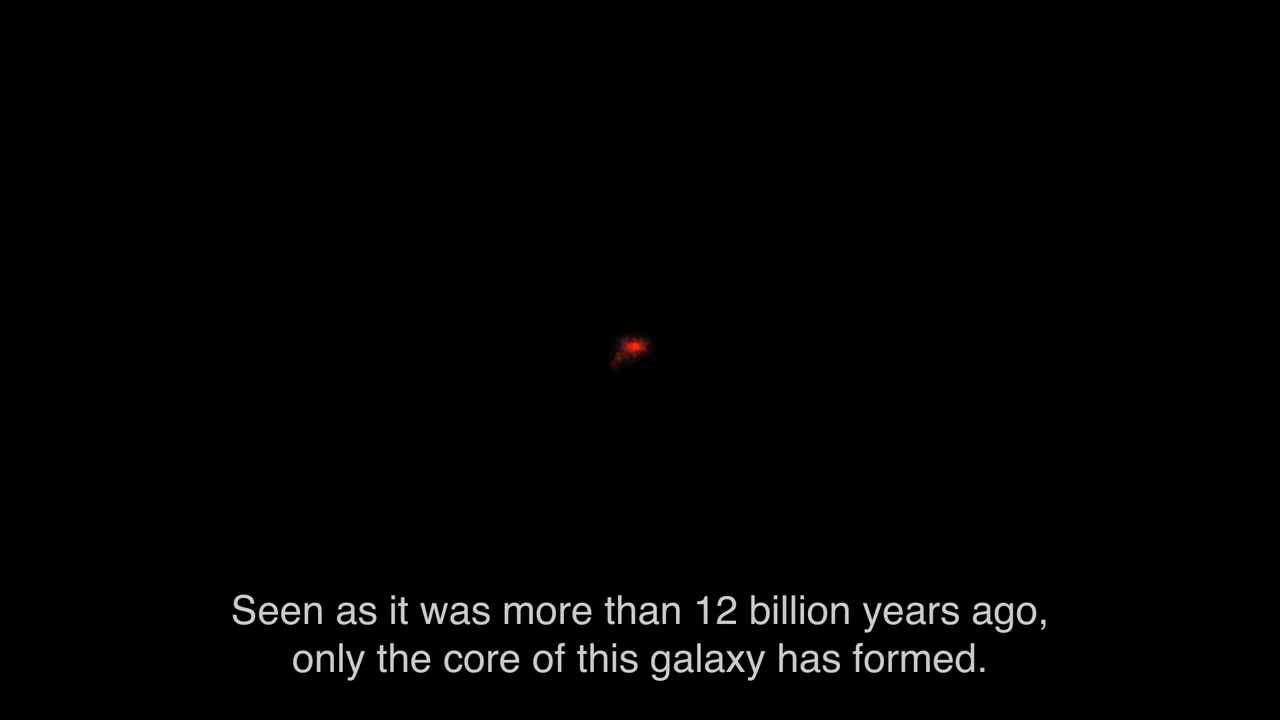 Seen as it was more than 12 billion years ago,
only the core of this galaxy has formed.